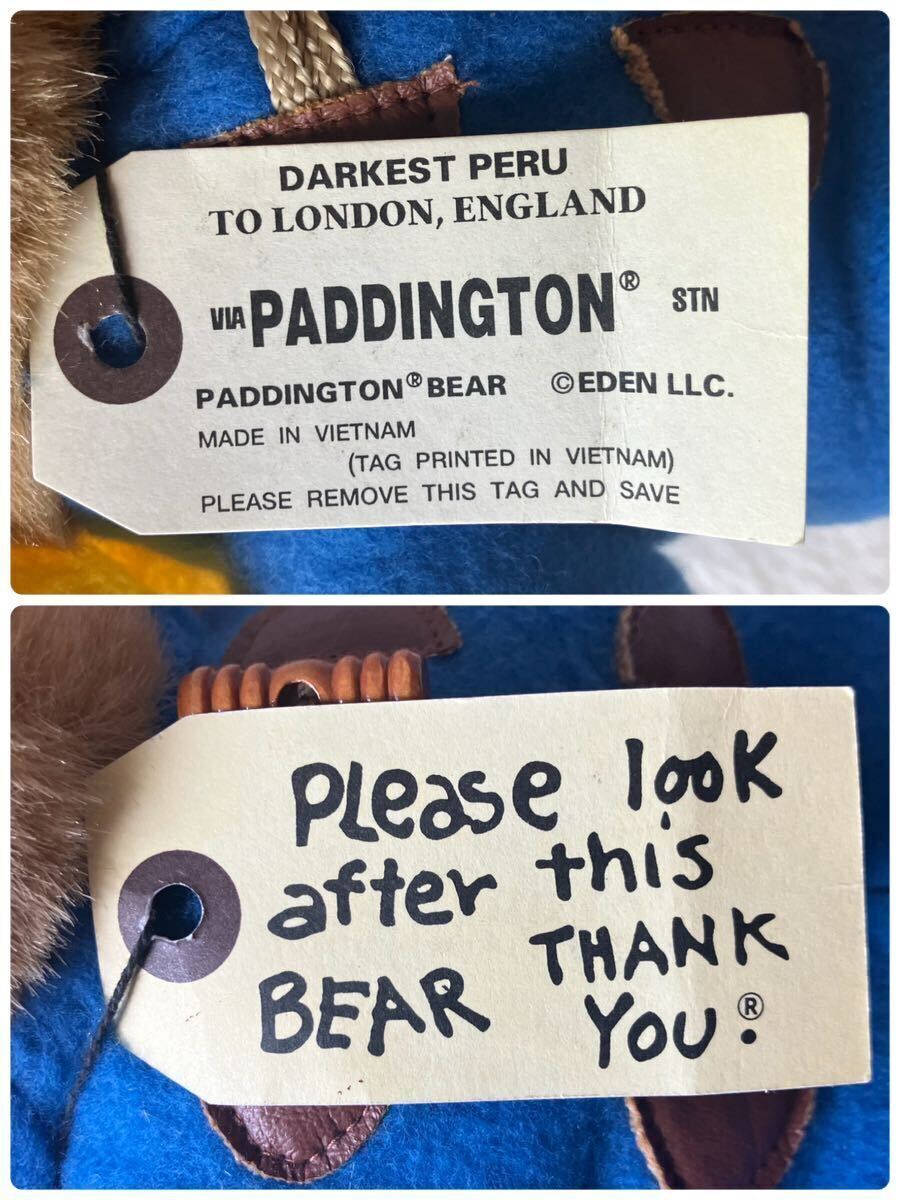 DARKEST PERU
TO LONDON, ENGLAND
VIA PADDINGTON® STN
PADDINGTON® BEAR ©EDEN LLC.
MADE IN VIETNAM
(TAG PRINTED IN VIETNAM)
PLEASE REMOVE THIS TAG AND SAVE
PLease look
after this
BEAR THANK
YOU.®